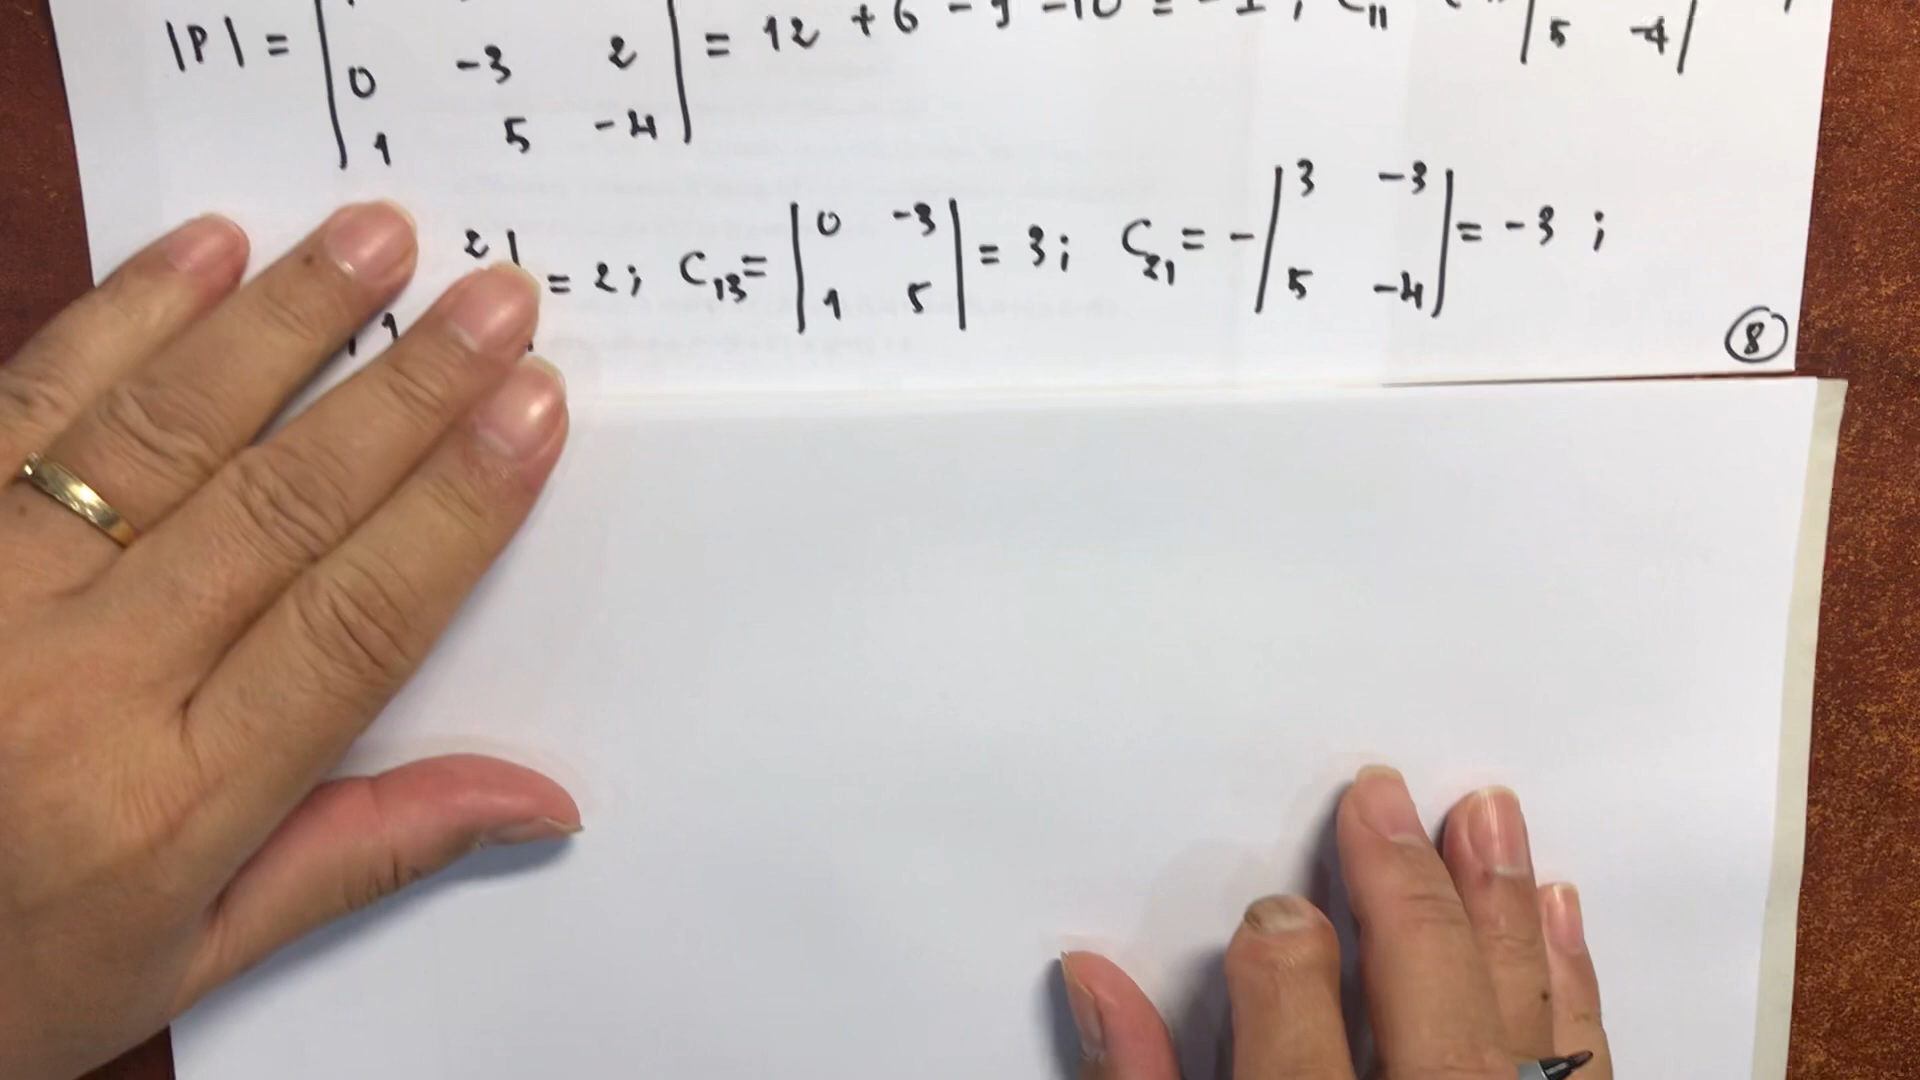 |P| = | 0 -3 2 | = 12 + 6 - 9 - 10 = -1 ; C₁₁
1 5 -4 | 5 -4 |
2 | = 2 ; C₁₃ = | 0 -3 | = 3 ; C₂₁ = - | 3 -3 | = -3 ;
1 | 1 5 | | 5 -4 |
8